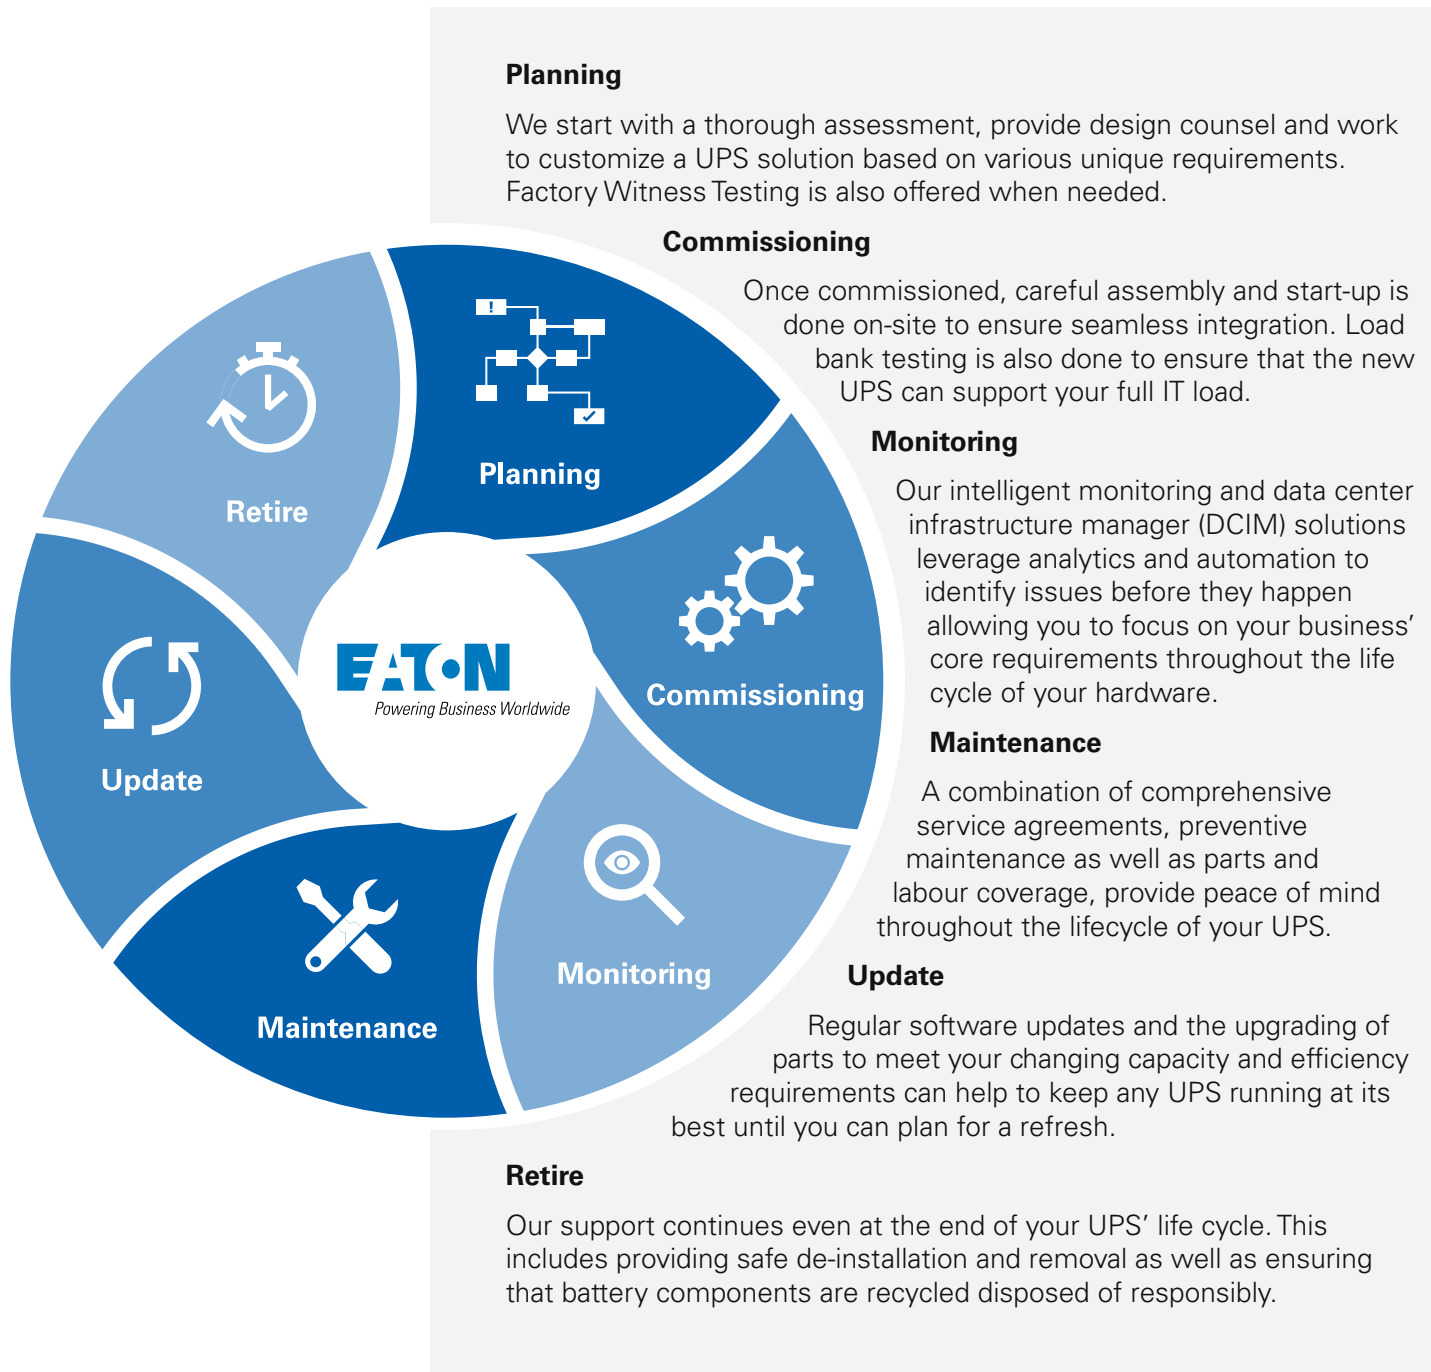 Planning
We start with a thorough assessment, provide design counsel and work
to customize a UPS solution based on various unique requirements.
Factory Witness Testing is also offered when needed.
Commissioning
Once commissioned, careful assembly and start-up is
done on-site to ensure seamless integration. Load
bank testing is also done to ensure that the new
UPS can support your full IT load.
Monitoring
Our intelligent monitoring and data center
infrastructure manager (DCIM) solutions
leverage analytics and automation to
identify issues before they happen
allowing you to focus on your business’
core requirements throughout the life
cycle of your hardware.
Maintenance
A combination of comprehensive
service agreements, preventive
maintenance as well as parts and
labour coverage, provide peace of mind
throughout the lifecycle of your UPS.
Update
Regular software updates and the upgrading of
parts to meet your changing capacity and efficiency
requirements can help to keep any UPS running at its
best until you can plan for a refresh.
Retire
Our support continues even at the end of your UPS’ life cycle. This
includes providing safe de-installation and removal as well as ensuring
that battery components are recycled disposed of responsibly.
!
Planning
Commissioning
Monitoring
Maintenance
Update
Retire
EATON
Powering Business Worldwide